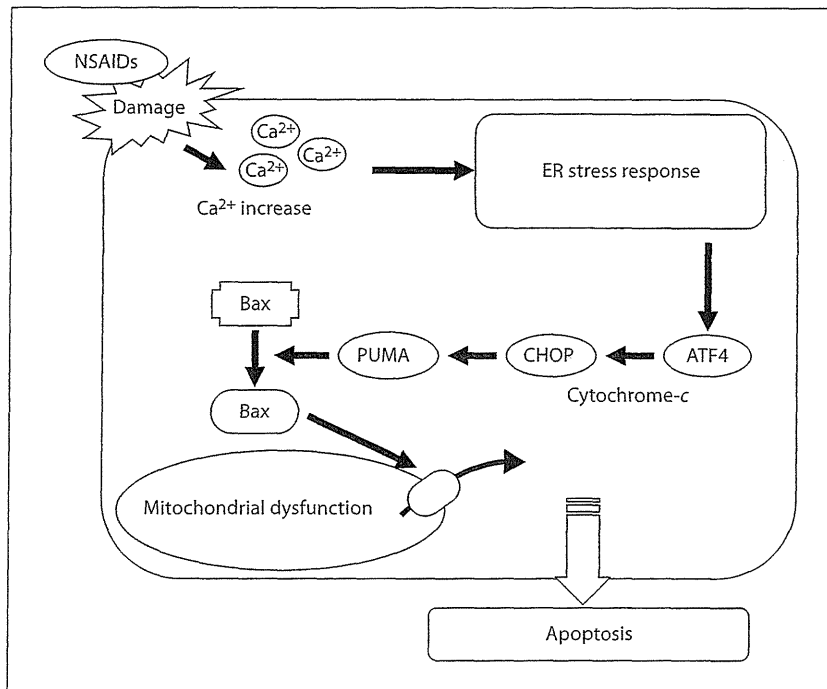 NSAIDs
Damage
Ca²⁺
Ca²⁺
Ca²⁺
Ca²⁺ increase
ER stress response
Bax
PUMA
CHOP
ATF4
Cytochrome-c
Bax
Mitochondrial dysfunction
Apoptosis